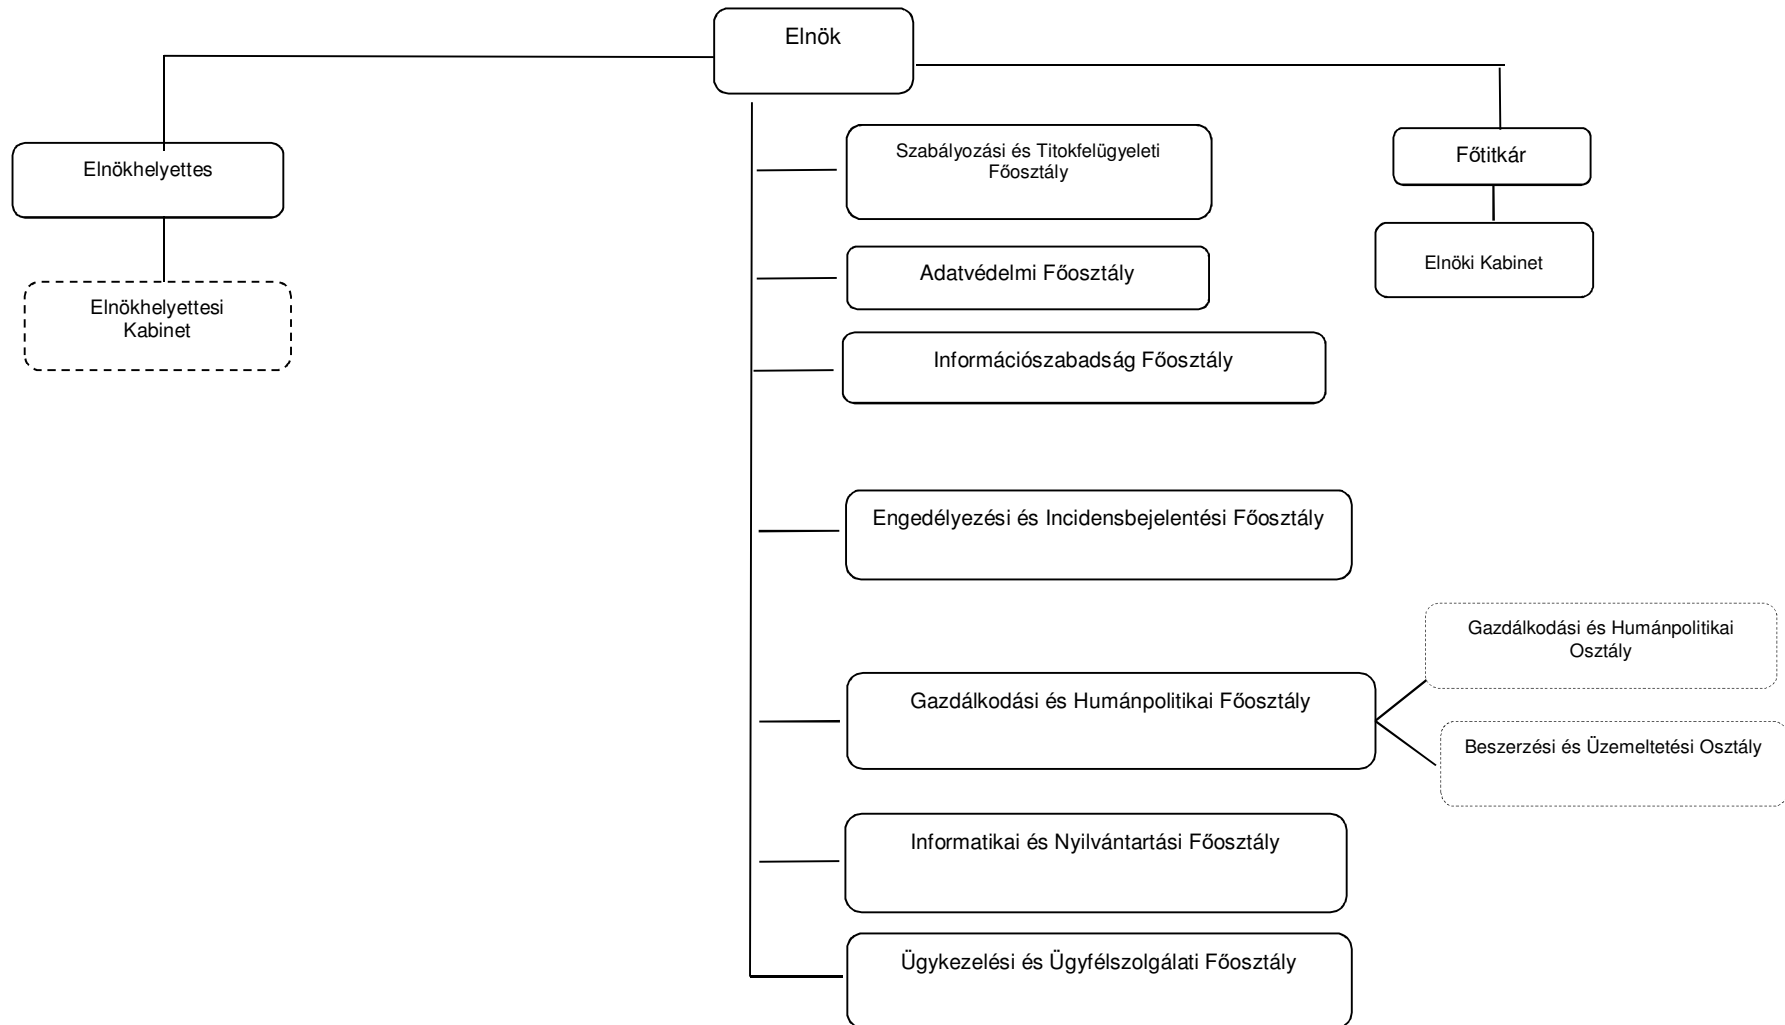 Elnök
Elnökhelyettes
Elnökhelyettesi
Kabinet
Szabályozási és Titokfelügyeleti
Főosztály
Adatvédelmi Főosztály
Információszabadság Főosztály
Engedélyezési és Incidensbejelentési Főosztály
Gazdálkodási és Humánpolitikai Főosztály
Gazdálkodási és Humánpolitikai
Osztály
Beszerzési és Üzemeltetési Osztály
Informatikai és Nyilvántartási Főosztály
Ügykezelési és Ügyfélszolgálati Főosztály
Főtitkár
Elnöki Kabinet